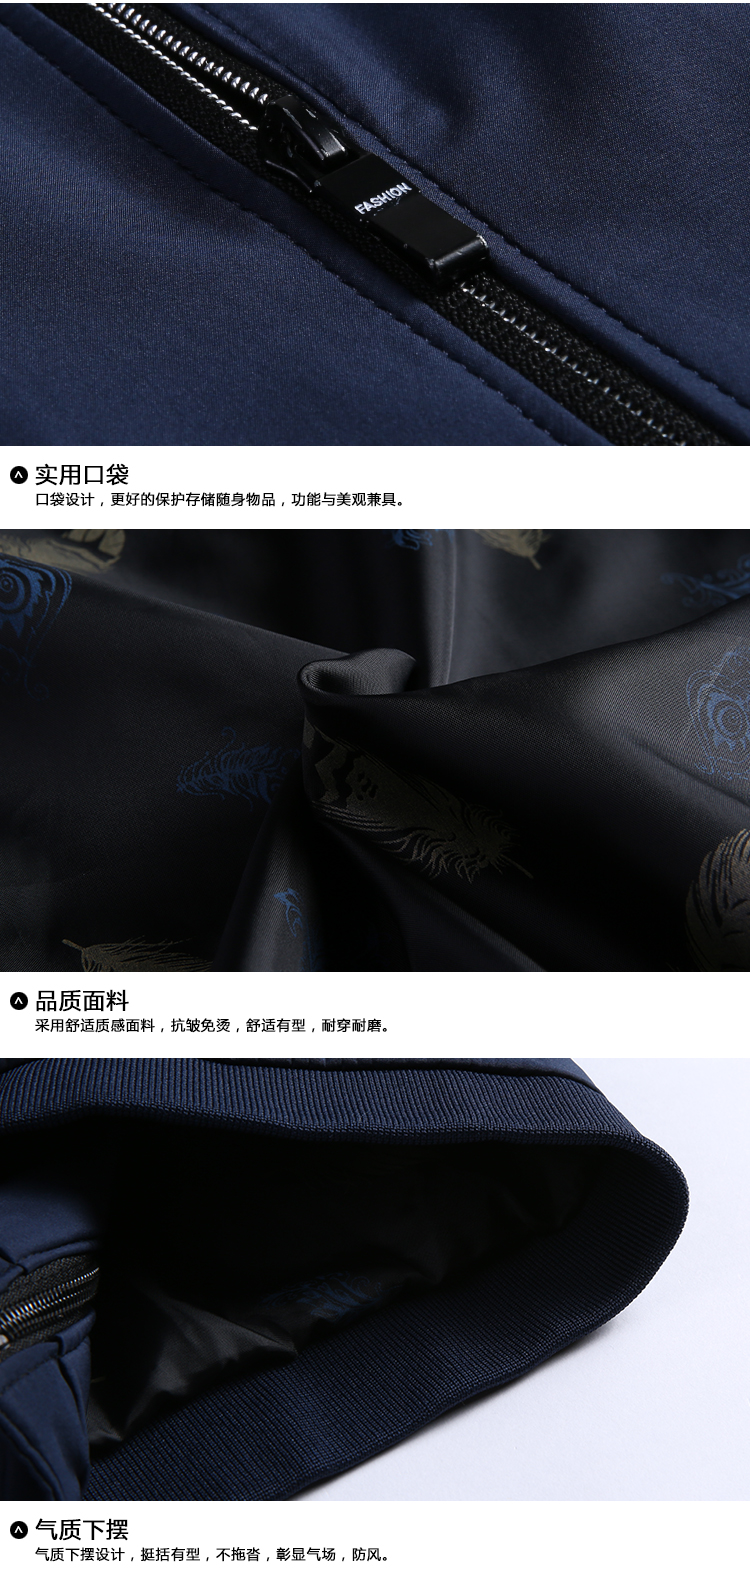 FASHION
实用口袋
口袋设计，更好的保护存储随身物品，功能与美观兼具。
品质面料
采用舒适质感面料，抗皱免烫，舒适有型，耐穿耐磨。
气质下摆
气质下摆设计，挺括有型，不拖沓，彰显气场，防风。